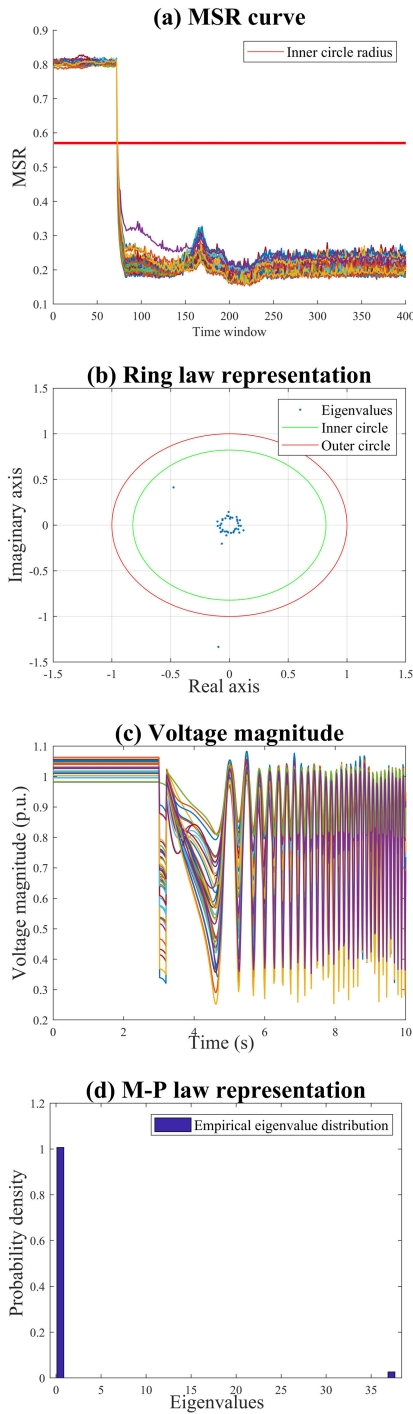 (a) MSR curve
0.9
0.8
0.7
0.6
0.5
0.4
0.3
0.2
0.1
MSR
Inner circle radius
0 50 100 150 200 250 300 350 400
Time window
(b) Ring law representation
1.5
1
0.5
0
-0.5
-1
-1.5
Imaginary axis
Eigenvalues
Inner circle
Outer circle
-1.5 -1 -0.5 0 0.5 1 1.5
Real axis
(c) Voltage magnitude
1.1
1
0.9
0.8
0.7
0.6
0.5
0.4
0.3
0.2
Voltage magnitude (p.u.)
0 2 4 6 8 10
Time (s)
(d) M-P law representation
1.2
1
0.8
0.6
0.4
0.2
0
Probability density
Empirical eigenvalue distribution
0 5 10 15 20 25 30 35
Eigenvalues